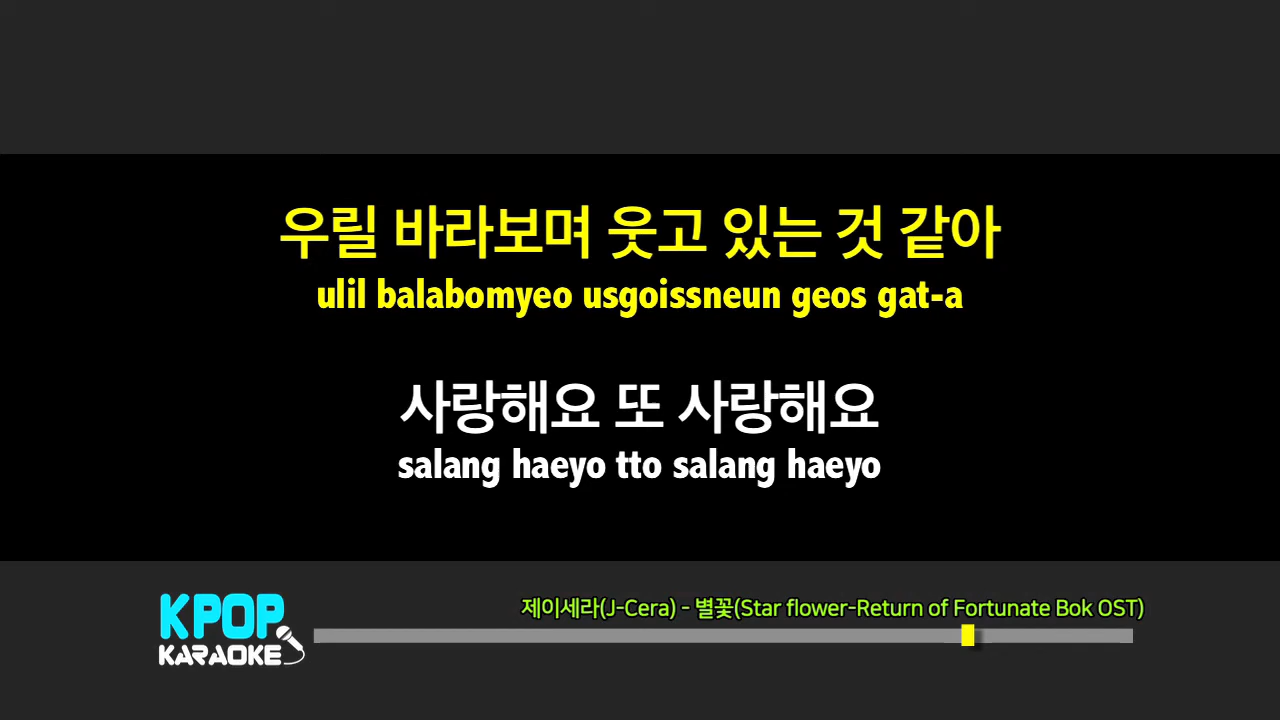 우릴 바라보며 웃고 있는 것 같아
ulil balabomyeo usgoissneun geos gat-a
사랑해요 또 사랑해요
salang haeyo tto salang haeyo
제이세라(J-Cera) - 별꽃(Star flower-Return of Fortunate Bok OST)
KPOP
KARAOKE